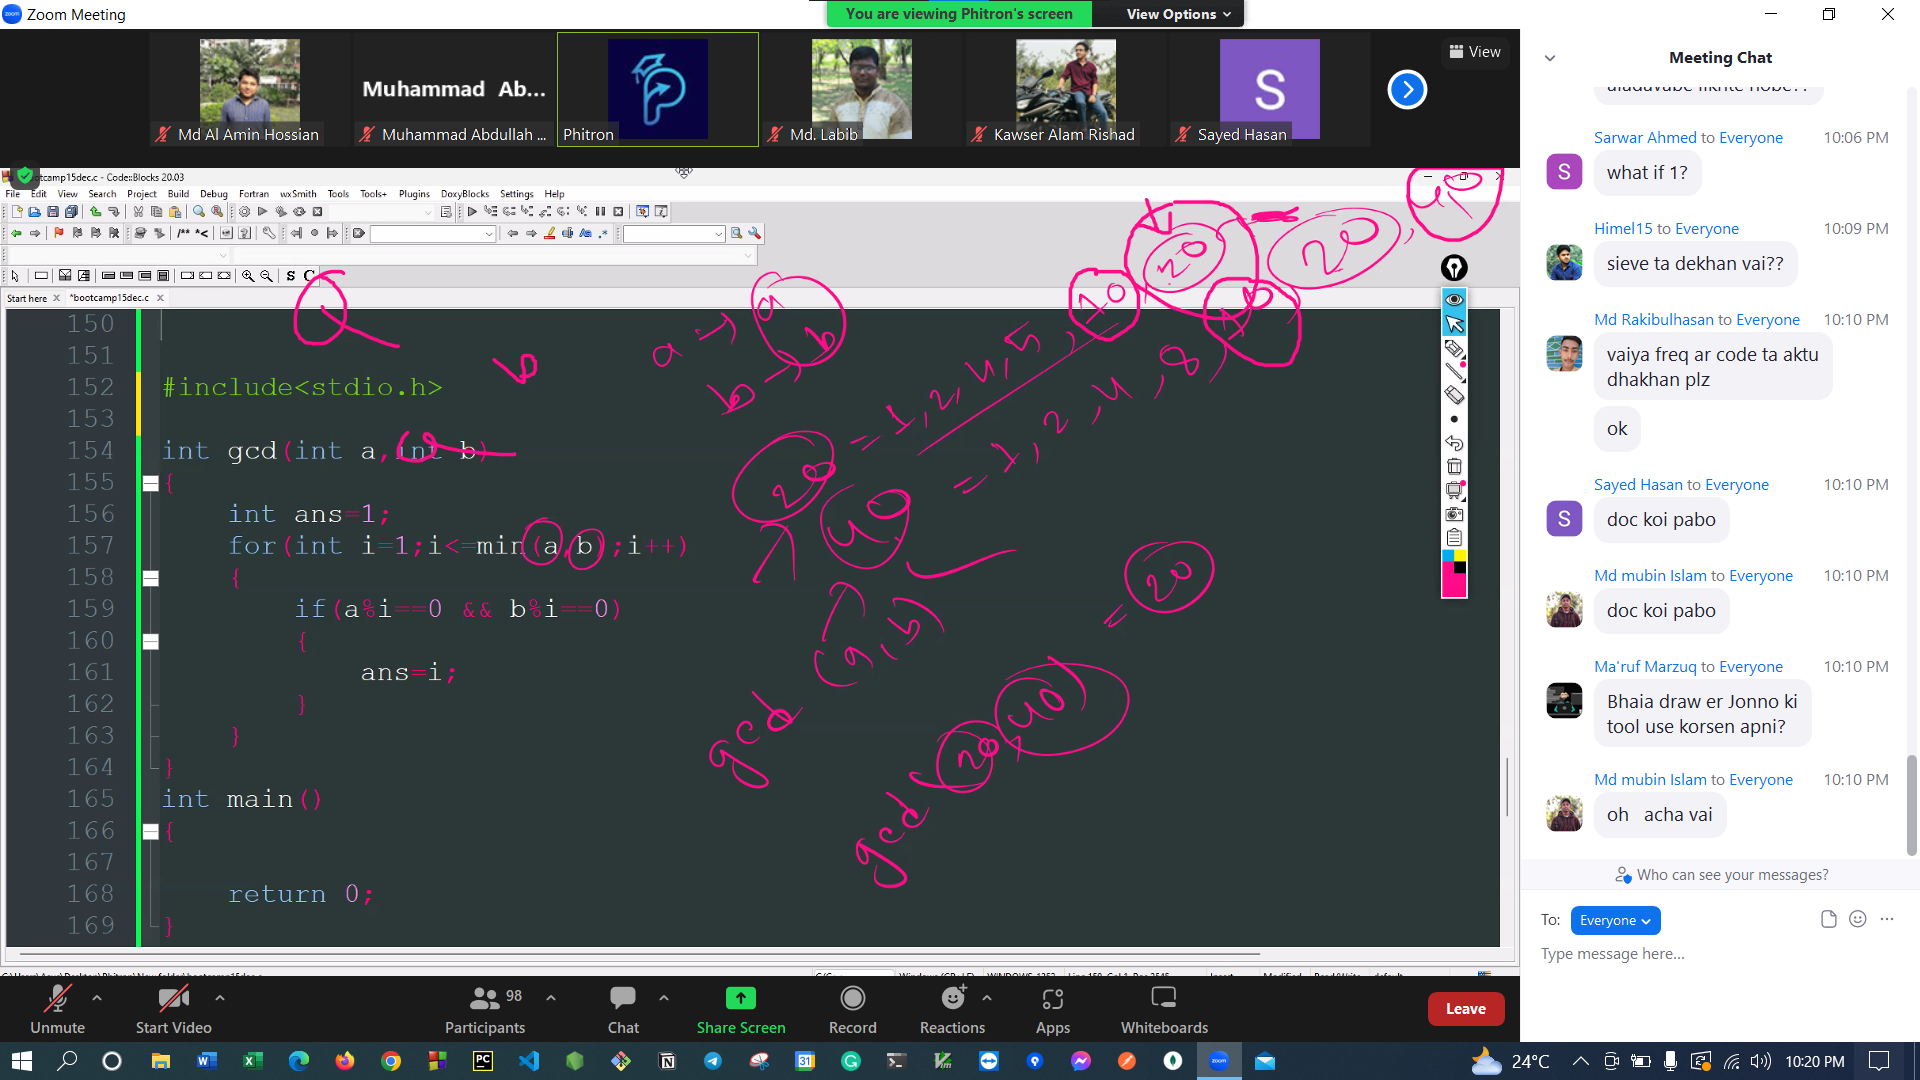 Zoom Meeting
You are viewing Phitron's screen
View Options
View
Muhammad Ab...
S
Md Al Amin Hossian
Muhammad Abdullah ...
Phitron
Md. Labib
Kawser Alam Rishad
Sayed Hasan
ootcamp15dec.c - Code::Blocks 20.03
File Edit View Search Project Build Debug Fortran wxSmith Tools Tools+ Plugins DoxyBlocks Settings Help
/** *<
.*
S C
Start here
*bootcamp15dec.c
150
151
152 #include<stdio.h>
153
154 int gcd(int a,int b)
155 {
156 int ans=1;
157 for(int i=1;i<=min(a,b);i++)
158 {
159 if(a%i==0 && b%i==0)
160 {
161 ans=i;
162 }
163 }
164 }
165 int main()
166 {
167
168 return 0;
169 }
20
20
40
a
b
a →
b →
20 = 1, 2, 4, 5, 10
40 = 1, 2, 4, 8, 10
gcd (a, b)
gcd (20, 40) = 20
Meeting Chat
Sarwar Ahmed to Everyone 10:06 PM
S
what if 1?
Himel15 to Everyone 10:09 PM
sieve ta dekhan vai??
Md Rakibulhasan to Everyone 10:10 PM
vaiya freq ar code ta aktu
dhakhan plz
ok
Sayed Hasan to Everyone 10:10 PM
S
doc koi pabo
Md mubin Islam to Everyone 10:10 PM
doc koi pabo
Ma'ruf Marzuq to Everyone 10:10 PM
Bhaia draw er Jonno ki
tool use korsen apni?
Md mubin Islam to Everyone 10:10 PM
oh acha vai
Who can see your messages?
To: Everyone
Type message here...
Unmute
Start Video
98
Participants
Chat
Share Screen
Record
Reactions
Apps
Whiteboards
Leave
24°C
10:20 PM